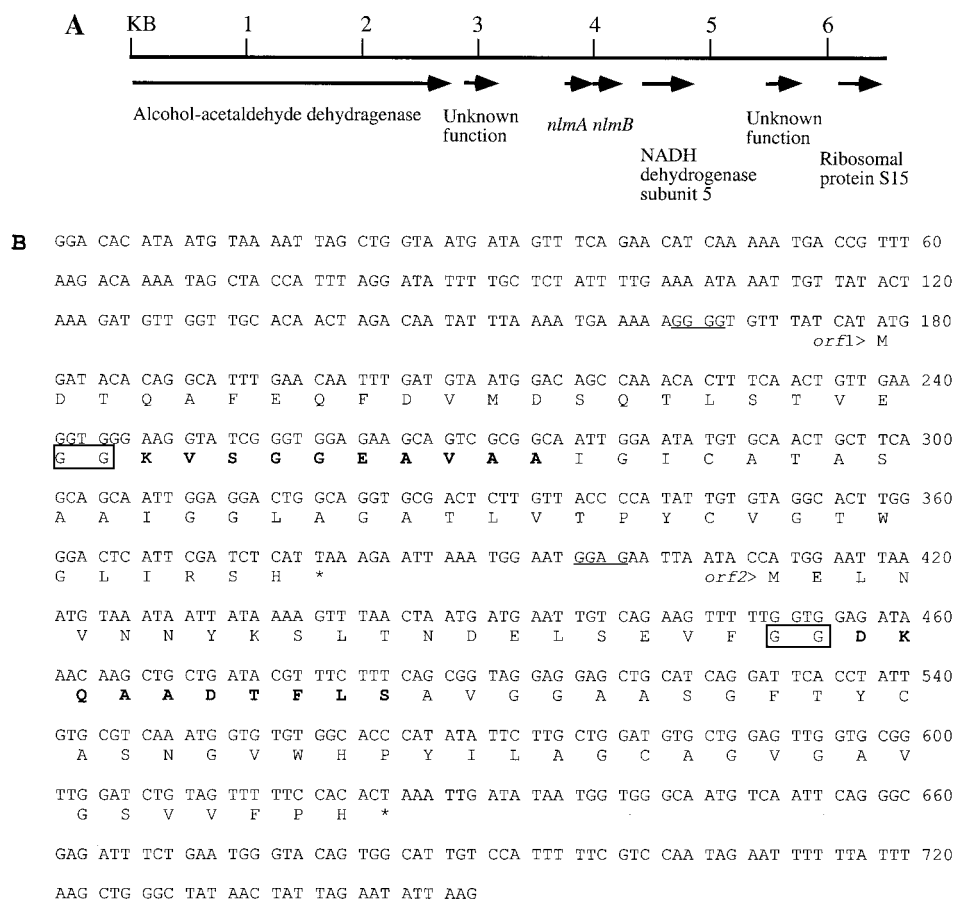 A KB 1 2 3 4 5 6
Alcohol-acetaldehyde dehydragenase
Unknown function
nlmA nlmB
NADH dehydrogenase subunit 5
Unknown function
Ribosomal protein S15
B GGA CAC ATA ATG TAA AAT TAG CTG GTA ATG ATA GTT TCA GAA CAT CAA AAA TGA CCG TTT 60
AAG ACA AAA TAG CTA CCA TTT AGG ATA TTT TGC TCT ATT TTG AAA ATA AAT TGT TAT ACT 120
AAA GAT GTT GGT TGC ACA ACT AGA CAA TAT TTA AAA TGA AAA AGG GGT GTT TAT CAT ATG 180
orf1> M
GAT ACA CAG GCA TTT GAA CAA TTT GAT GTA ATG GAC AGC CAA ACA CTT TCA ACT GTT GAA 240
D T Q A F E Q F D V M D S Q T L S T V E
GGT GGG AAG GTA TCG GGT GGA GAA GCA GTC GCG GCA ATT GGA ATA TGT GCA ACT GCT TCA 300
G G K V S G G E A V A A I G I C A T A S
GCA GCA ATT GGA GGA CTG GCA GGT GCG ACT CTT GTT ACC CCA TAT TGT GTA GGC ACT TGG 360
A A I G G L A G A T L V T P Y C V G T W
GGA CTC ATT CGA TCT CAT TAA AGA ATT AAA TGG AAT GGA GAA TTA ATA CCA TGG AAT TAA 420
G L I R S H * orf2> M E L N
ATG TAA ATA ATT ATA AAA GTT TAA CTA ATG ATG AAT TGT CAG AAG TTT TTG GTG GAG ATA 460
V N N Y K S L T N D E L S E V F G G D K
AAC AAG CTG CTG ATA CGT TTC TTT CAG CGG TAG GAG GAG CTG CAT CAG GAT TCA CCT ATT 540
Q A A D T F L S A V G G A A S G F T Y C
GTG CGT CAA ATG GTG TGT GGC ACC CAT ATA TTC TTG CTG GAT GTG CTG GAG TTG GTG CGG 600
A S N G V W H P Y I L A G C A G V G A V
TTG GAT CTG TAG TTT TTC CAC ACT AAA TTG ATA TAA TGG TGG GCA ATG TCA ATT CAG GGC 660
G S V V F P H *
GAG ATT TCT GAA TGG GTA CAG TGG CAT TGT CCA TTT TTC GTC CAA TAG AAT TTT TTA TTT 720
AAG CTG GGC TAT AAC TAT TAG AAT ATT AAG